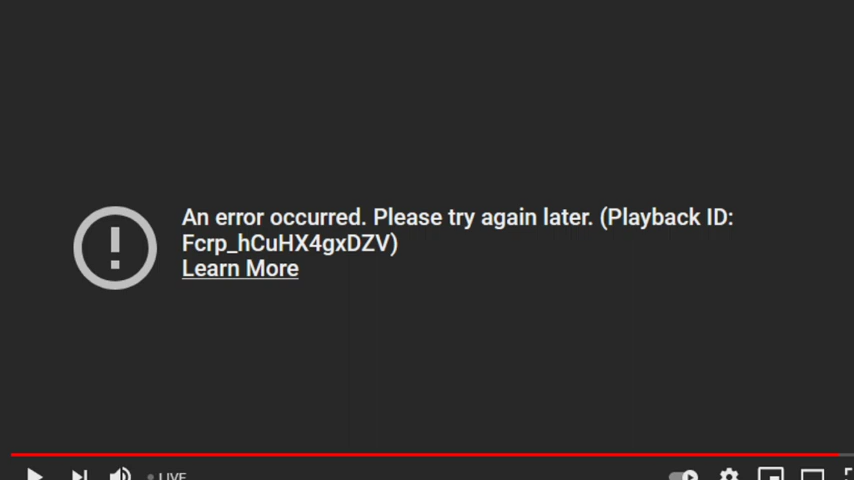 An error occurred. Please try again later. (Playback ID:
Fcrp_hCuHX4gxDZV)
Learn More
LIVE